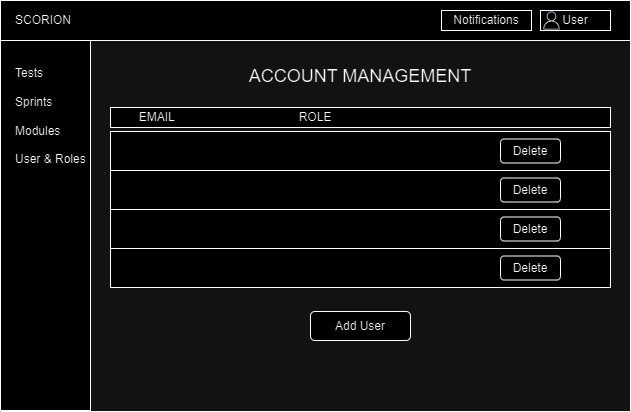 SCORION
Notifications
User
Tests
Sprints
Modules
User & Roles
ACCOUNT MANAGEMENT
EMAIL ROLE
Delete
Delete
Delete
Delete
Add User